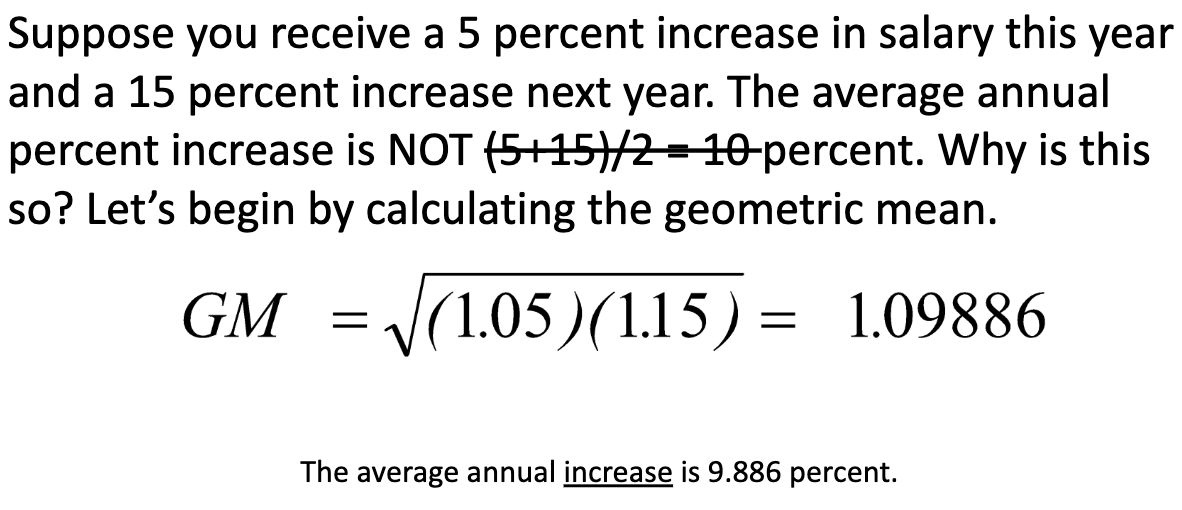 Suppose you receive a 5 percent increase in salary this year
and a 15 percent increase next year. The average annual
percent increase is NOT (5+15)/2 = 10 percent. Why is this
so? Let’s begin by calculating the geometric mean.
GM = √(1.05)(1.15) = 1.09886
The average annual increase is 9.886 percent.